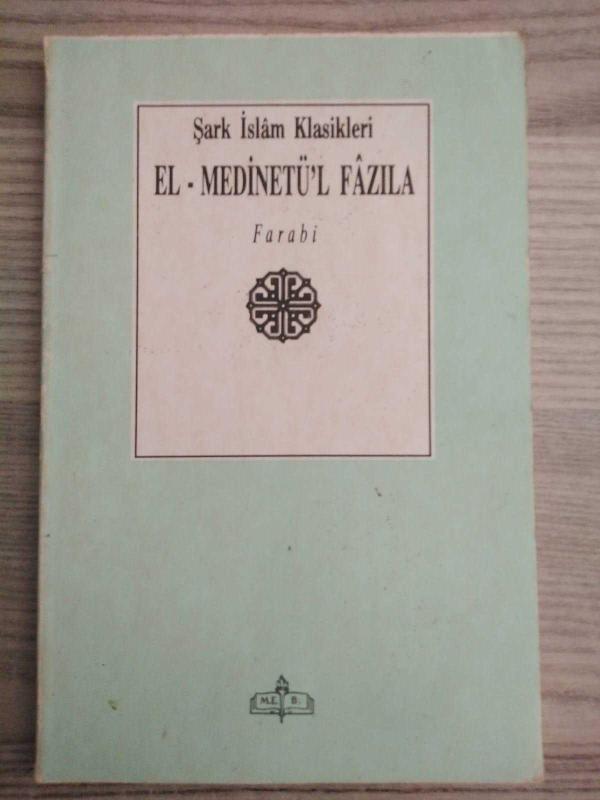 Şark İslâm Klasikleri
EL - MEDİNETÜ'L FÂZILA
Farabi
M.E. B.